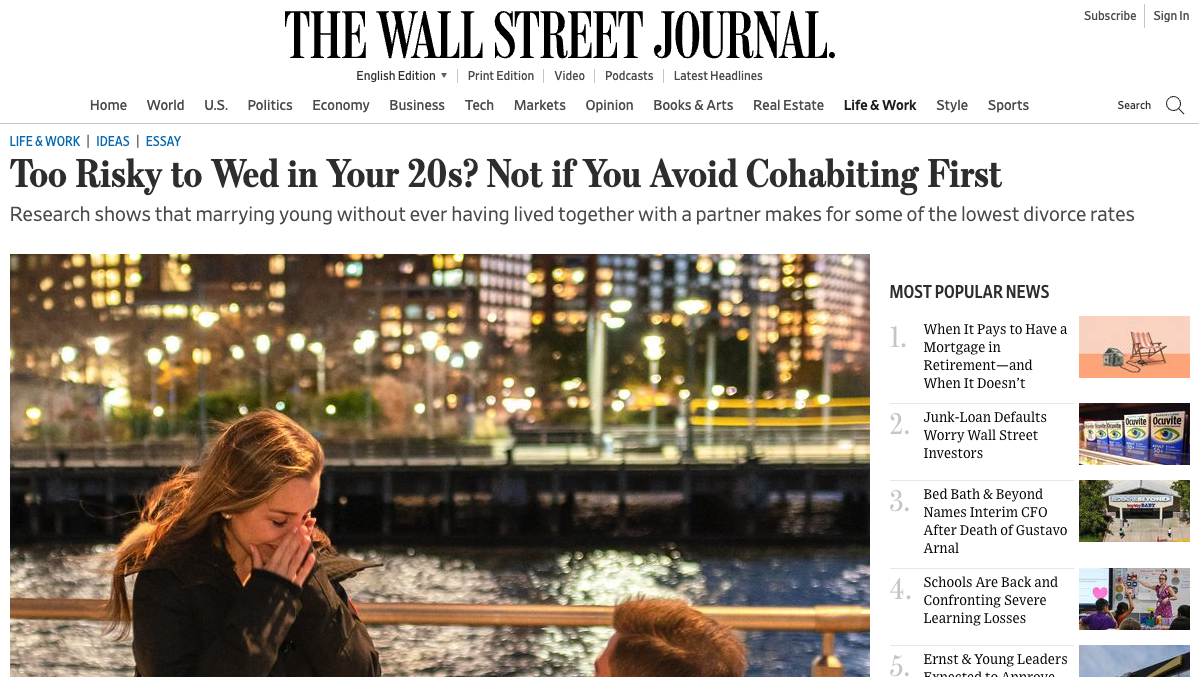 THE WALL STREET JOURNAL.
Subscribe Sign In
English Edition Print Edition Video Podcasts Latest Headlines
Home World U.S. Politics Economy Business Tech Markets Opinion Books & Arts Real Estate Life & Work Style Sports Search
LIFE & WORK | IDEAS | ESSAY
Too Risky to Wed in Your 20s? Not if You Avoid Cohabiting First
Research shows that marrying young without ever having lived together with a partner makes for some of the lowest divorce rates
MOST POPULAR NEWS
1. When It Pays to Have a
Mortgage in
Retirement—and
When It Doesn’t
2. Junk-Loan Defaults
Worry Wall Street
Investors
Ocuvite
Ocuvite
3. Bed Bath & Beyond
Names Interim CFO
After Death of Gustavo
Arnal
4. Schools Are Back and
Confronting Severe
Learning Losses
5. Ernst & Young Leaders
Expected to Approve